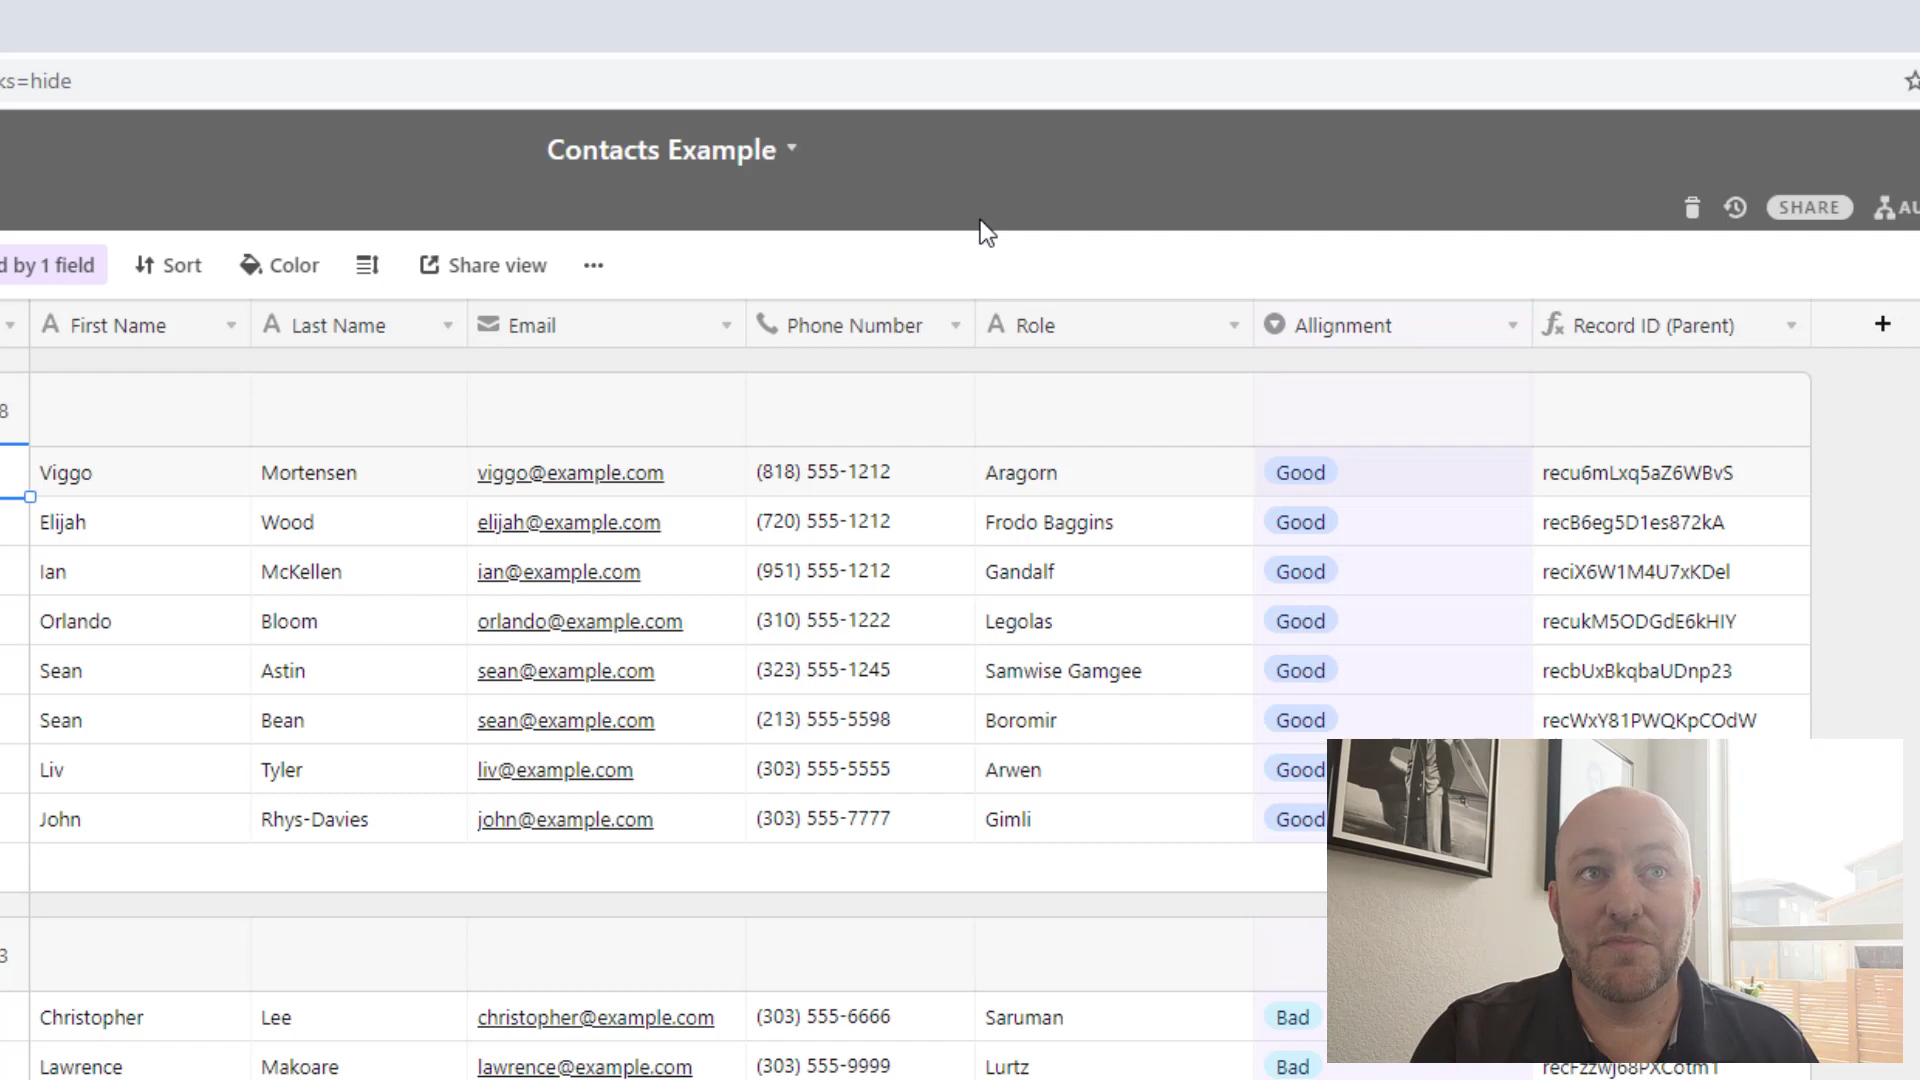 ks=hide
Contacts Example
SHARE AU
d by 1 field Sort Color Share view
First Name Last Name Email Phone Number Role Allignment Record ID (Parent)
8
Viggo Mortensen viggo@example.com (818) 555-1212 Aragorn Good recu6mLxq5aZ6WBvS
Elijah Wood elijah@example.com (720) 555-1212 Frodo Baggins Good recB6eg5D1es872kA
Ian McKellen ian@example.com (951) 555-1212 Gandalf Good reciX6W1M4U7xKDel
Orlando Bloom orlando@example.com (310) 555-1222 Legolas Good recukM5ODGdE6kHIY
Sean Astin sean@example.com (323) 555-1245 Samwise Gamgee Good recbUxBkqbaUDnp23
Sean Bean sean@example.com (213) 555-5598 Boromir Good recWxY81PWQKpCOdW
Liv Tyler liv@example.com (303) 555-5555 Arwen Good
John Rhys-Davies john@example.com (303) 555-7777 Gimli Good
3
Christopher Lee christopher@example.com (303) 555-6666 Saruman Bad
Lawrence Makoare lawrence@example.com (303) 555-9999 Lurtz Bad